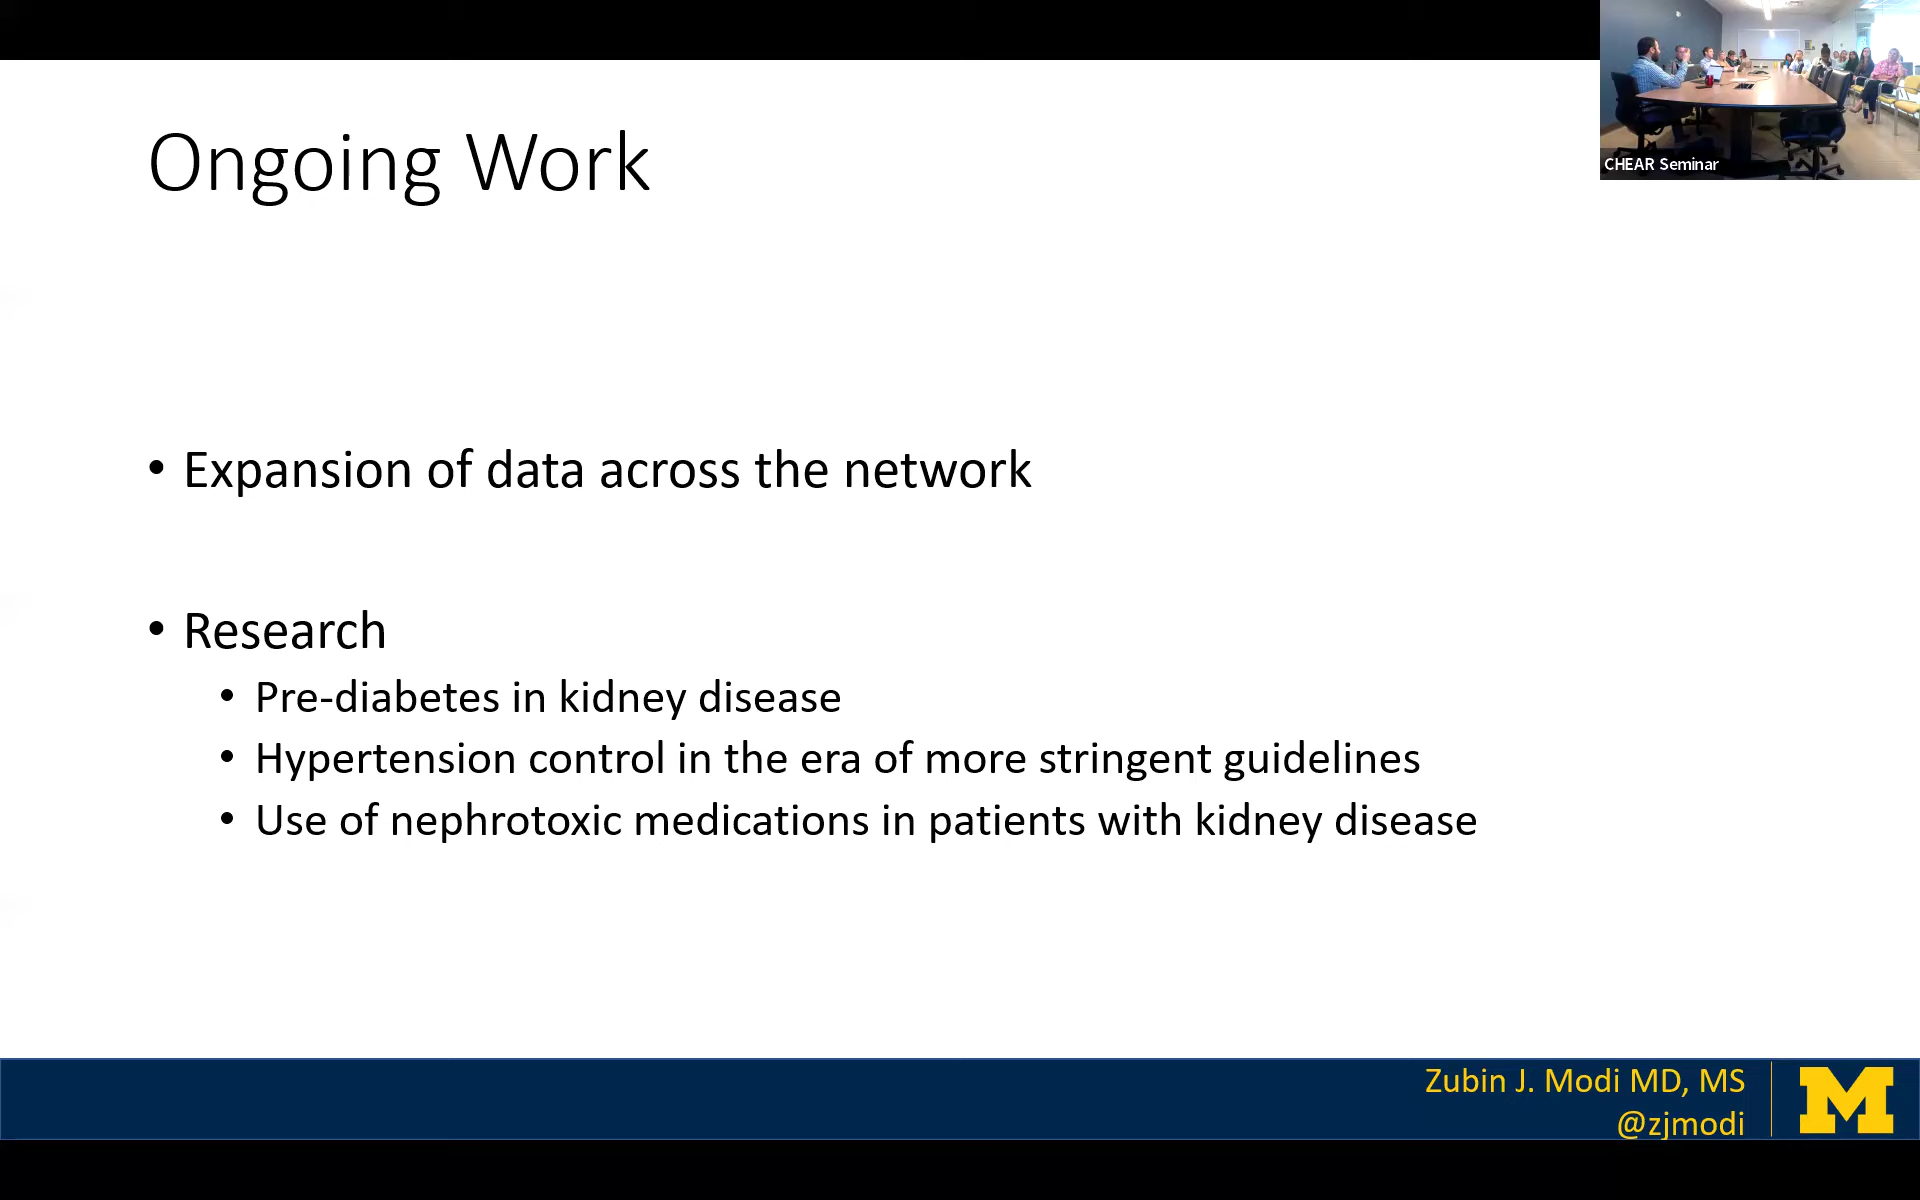 CHEAR Seminar
Ongoing Work
• Expansion of data across the network
• Research
• Pre-diabetes in kidney disease
• Hypertension control in the era of more stringent guidelines
• Use of nephrotoxic medications in patients with kidney disease
Zubin J. Modi MD, MS
@zjmodi
M